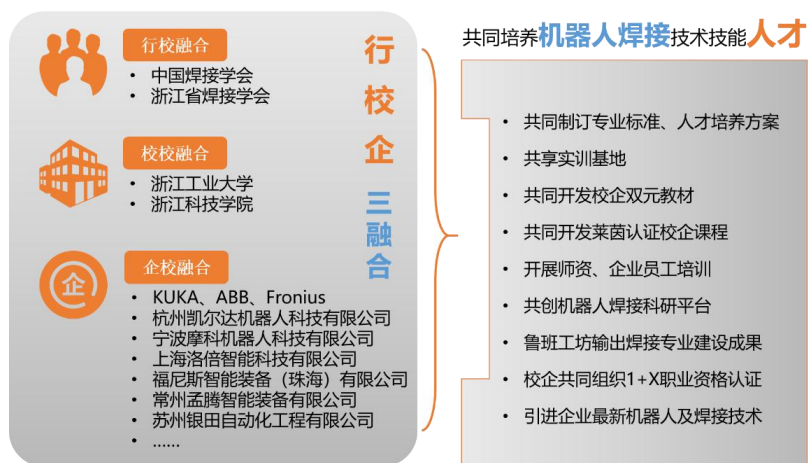 行校融合
• 中国焊接学会
• 浙江省焊接学会
校校融合
• 浙江工业大学
• 浙江科技学院
企
企校融合
• KUKA、ABB、Fronius
• 杭州凯尔达机器人科技有限公司
• 宁波摩科机器人科技有限公司
• 上海洛倍智能科技有限公司
• 福尼斯智能装备（珠海）有限公司
• 常州孟腾智能装备有限公司
• 苏州银田自动化工程有限公司
• ……
行校企三融合
共同培养机器人焊接技术技能人才
• 共同制订专业标准、人才培养方案
• 共享实训基地
• 共同开发校企双元教材
• 共同开发莱茵认证校企课程
• 开展师资、企业员工培训
• 共创机器人焊接科研平台
• 鲁班工坊输出焊接专业建设成果
• 校企共同组织1+X职业资格认证
• 引进企业最新机器人及焊接技术